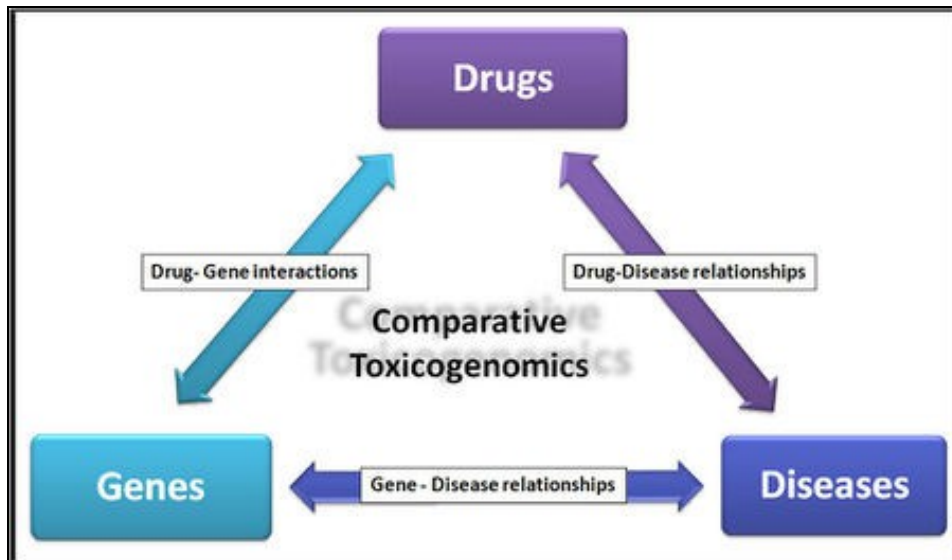 Drugs
Drug- Gene interactions
Drug-Disease relationships
Comparative
Toxicogenomics
Genes
Gene - Disease relationships
Diseases